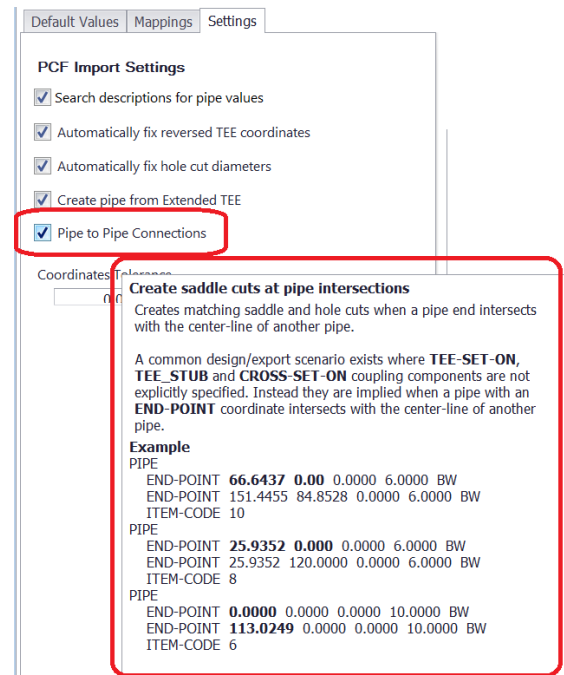 Default Values Mappings Settings
PCF Import Settings
Search descriptions for pipe values
Automatically fix reversed TEE coordinates
Automatically fix hole cut diameters
Create pipe from Extended TEE
Pipe to Pipe Connections
Coordinates Tolerance
Create saddle cuts at pipe intersections
Creates matching saddle and hole cuts when a pipe end intersects
with the center-line of another pipe.
A common design/export scenario exists where TEE-SET-ON,
TEE_STUB and CROSS-SET-ON coupling components are not
explicitly specified. Instead they are implied when a pipe with an
END-POINT coordinate intersects with the center-line of another
pipe.
Example
PIPE
END-POINT 66.6437 0.00 0.0000 6.0000 BW
END-POINT 151.4455 84.8528 0.0000 6.0000 BW
ITEM-CODE 10
PIPE
END-POINT 25.9352 0.000 0.0000 6.0000 BW
END-POINT 25.9352 120.0000 0.0000 6.0000 BW
ITEM-CODE 8
PIPE
END-POINT 0.0000 0.0000 0.0000 10.0000 BW
END-POINT 113.0249 0.0000 0.0000 10.0000 BW
ITEM-CODE 6